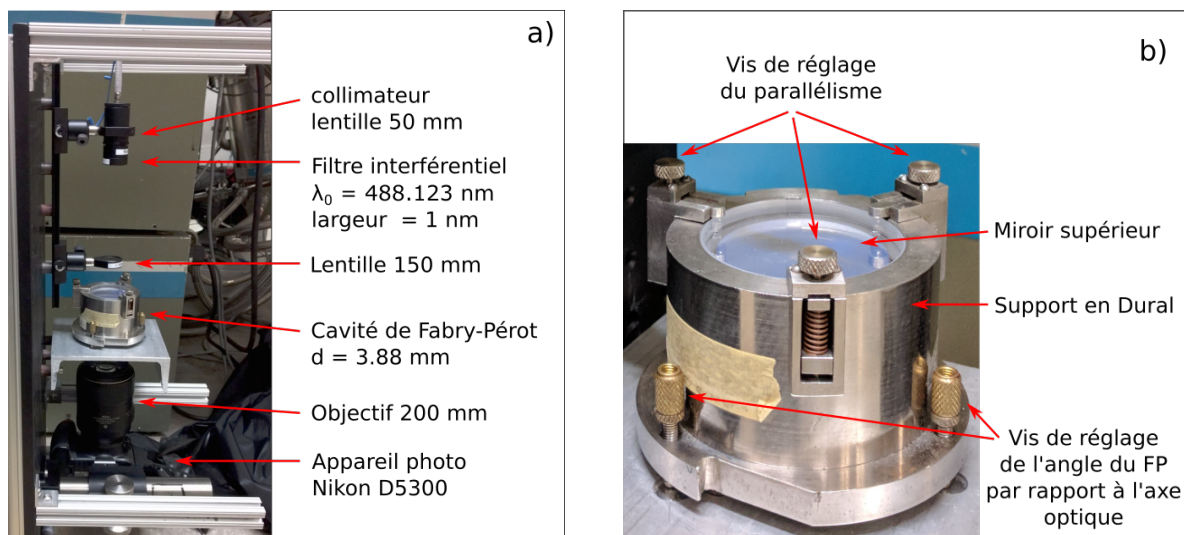 a)
collimateur
lentille 50 mm
Filtre interférentiel
λ0 = 488.123 nm
largeur = 1 nm
Lentille 150 mm
Cavité de Fabry-Pérot
d = 3.88 mm
Objectif 200 mm
Appareil photo
Nikon D5300
b)
Vis de réglage
du parallélisme
Miroir supérieur
Support en Dural
Vis de réglage
de l'angle du FP
par rapport à l'axe
optique